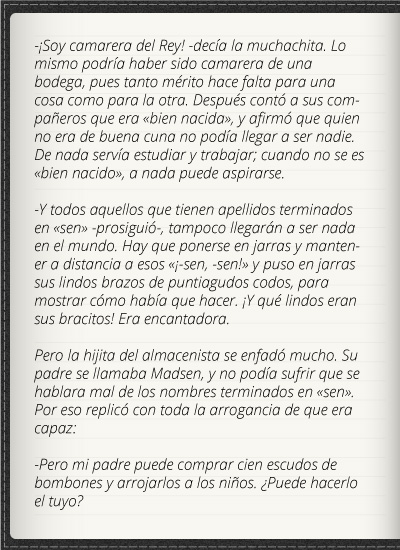 -¡Soy camarera del Rey! -decía la muchachita. Lo
mismo podría haber sido camarera de una
bodega, pues tanto mérito hace falta para una
cosa como para la otra. Después contó a sus com-
pañeros que era «bien nacida», y afirmó que quien
no era de buena cuna no podía llegar a ser nadie.
De nada servía estudiar y trabajar; cuando no se es
«bien nacido», a nada puede aspirarse.
-Y todos aquellos que tienen apellidos terminados
en «sen» -prosiguió-, tampoco llegarán a ser nada
en el mundo. Hay que ponerse en jarras y manten-
er a distancia a esos «¡-sen, -sen!» y puso en jarras
sus lindos brazos de puntiagudos codos, para
mostrar cómo había que hacer. ¡Y qué lindos eran
sus bracitos! Era encantadora.
Pero la hijita del almacenista se enfadó mucho. Su
padre se llamaba Madsen, y no podía sufrir que se
hablara mal de los nombres terminados en «sen».
Por eso replicó con toda la arrogancia de que era
capaz:
-Pero mi padre puede comprar cien escudos de
bombones y arrojarlos a los niños. ¿Puede hacerlo
el tuyo?